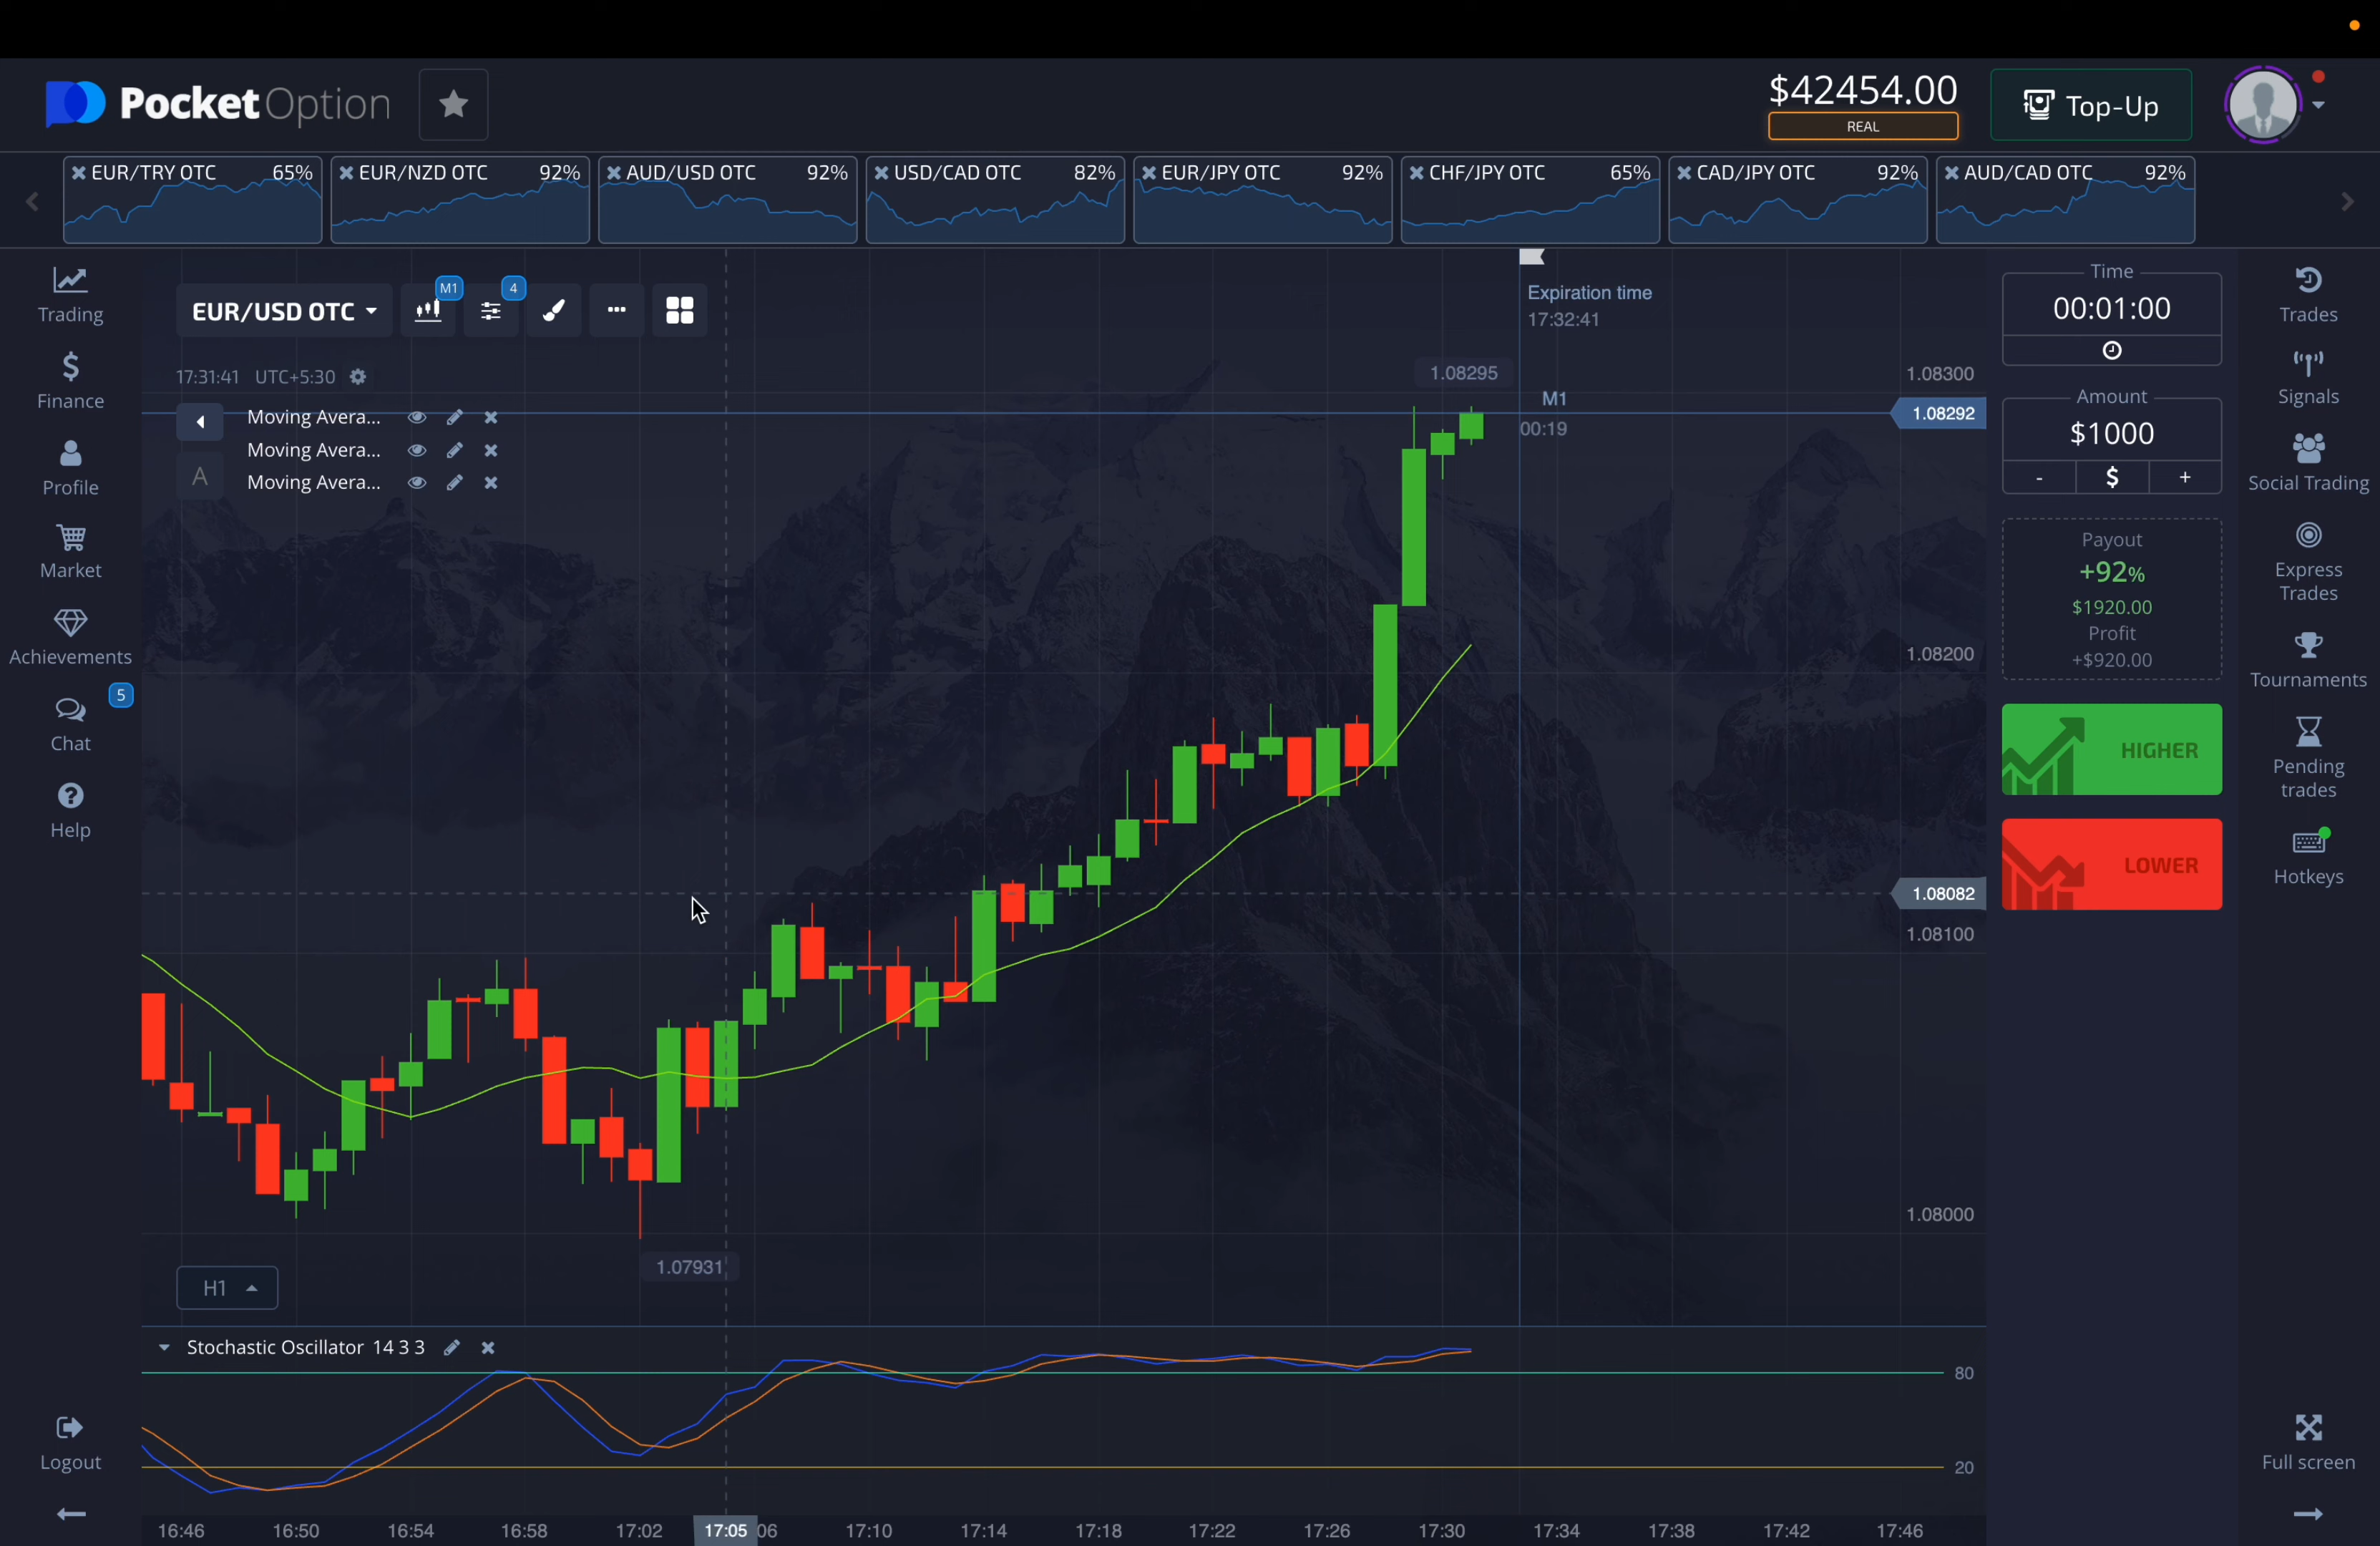 PocketOption
$42454.00
REAL
Top-Up
EUR/TRY OTC 65%
EUR/NZD OTC 92%
AUD/USD OTC 92%
USD/CAD OTC 82%
EUR/JPY OTC 92%
CHF/JPY OTC 65%
CAD/JPY OTC 92%
AUD/CAD OTC 92%
Trading
Finance
Profile
Market
Achievements
5
Chat
Help
Logout
EUR/USD OTC
M1
4
17:31:41 UTC+5:30
Moving Avera...
Moving Avera...
Moving Avera...
A
Expiration time
17:32:41
1.08295
M1
00:19
1.08300
1.08292
1.08200
1.08082
1.08100
1.08000
1.07931
H1
Stochastic Oscillator 14 3 3
80
20
16:46 16:50 16:54 16:58 17:02 17:05 06 17:10 17:14 17:18 17:22 17:26 17:30 17:34 17:38 17:42 17:46
Time
00:01:00
Amount
$1000
- $ +
Payout
+92%
$1920.00
Profit
+$920.00
HIGHER
LOWER
Trades
Signals
Social Trading
Express
Trades
Tournaments
Pending
trades
Hotkeys
Full screen